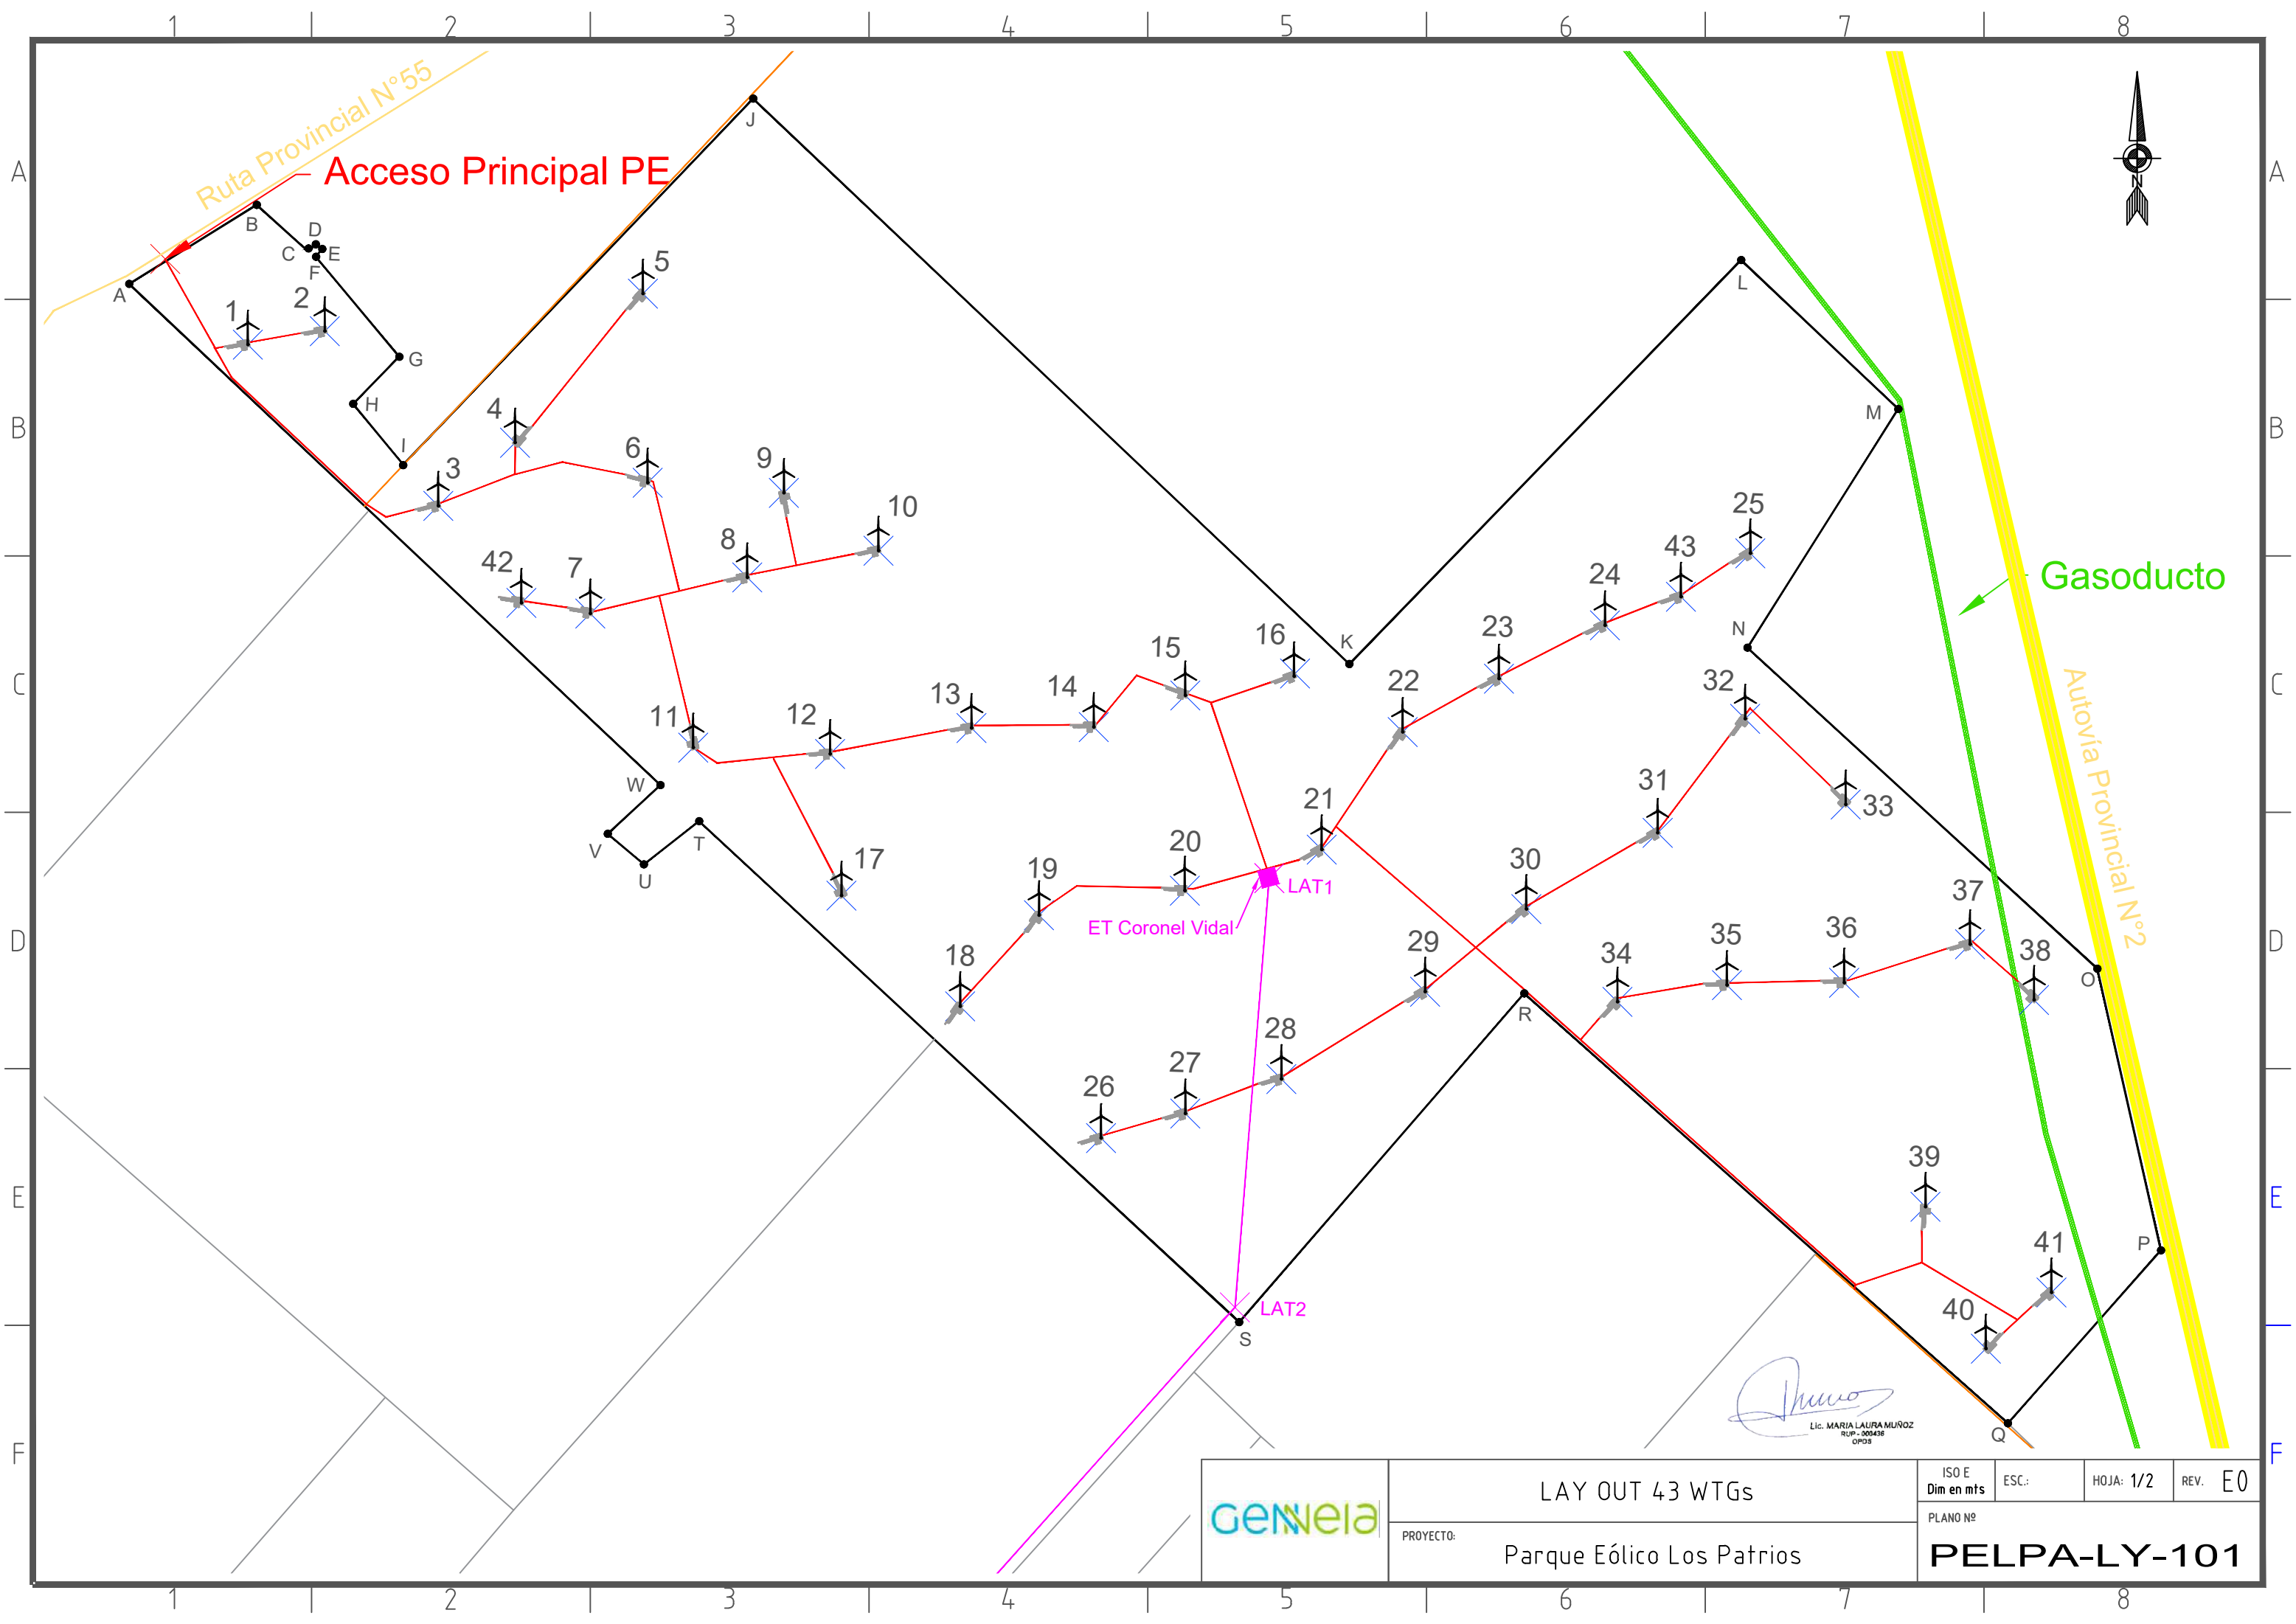 1 2 3 4 5 6 7 8
A A
B B
C C
D D
E E
F F
Ruta Provincial N°55
Acceso Principal PE
J
B
D
C E
F
A
L
1 2
5
G
H
M
I
4
3
6
9
10
25
8
43
42
7
24
Gasoducto
16
15
K
23
N
14
13
22
32
Autovía Provincial N°2
11
12
W
31
33
21
V T
U
17
20
19
30
LAT1
ET Coronel Vidal
37
29
18
34
35
36
38
O
R
28
27
26
39
P
41
LAT2
40
S
Q
Lic. MARIA LAURA MUÑOZ
RUP - 000436
OPDS
GENNEIA
LAY OUT 43 WTGs
PROYECTO:
Parque Eólico Los Patrios
ISO E
Dim en mts
ESC.:
HOJA: 1/2
REV. E0
PLANO Nº
PELPA-LY-101
N
1 2 3 4 5 6 7 8